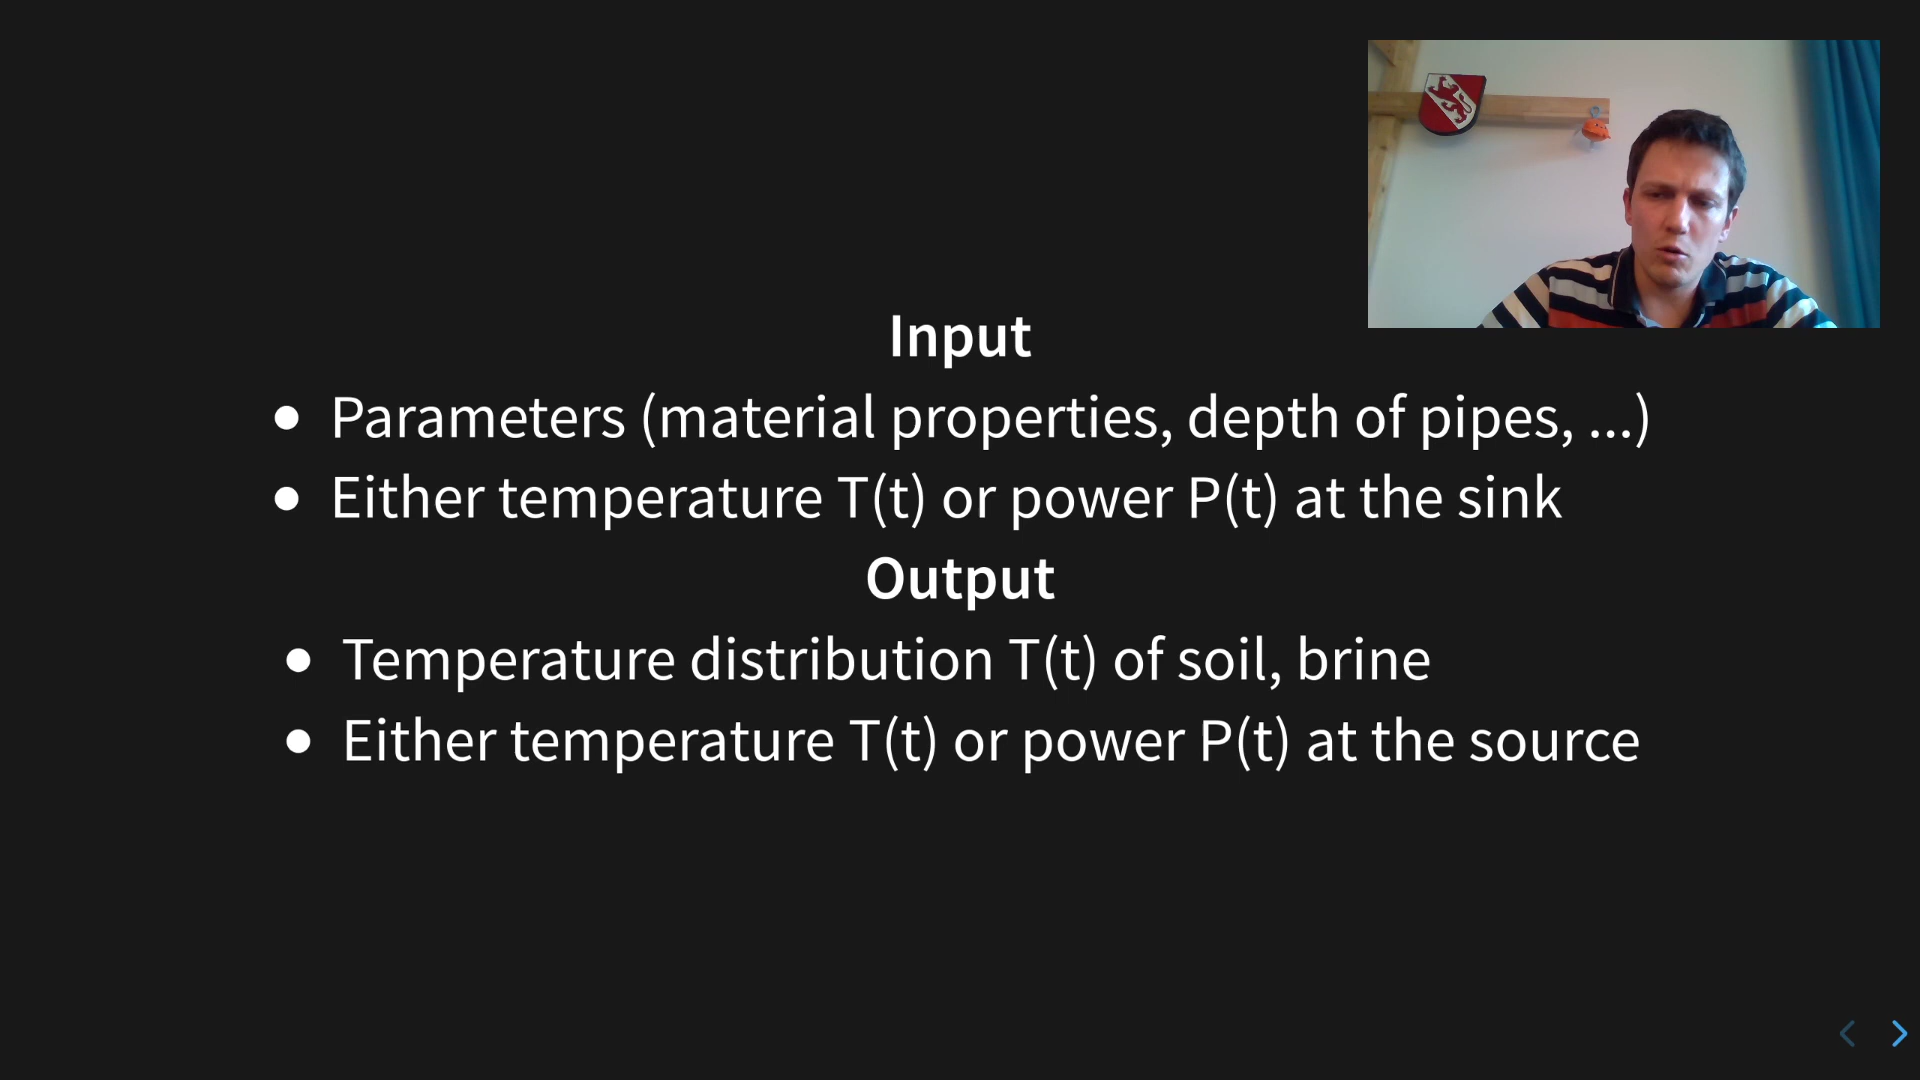 Input
● Parameters (material properties, depth of pipes, ...)
● Either temperature T(t) or power P(t) at the sink
Output
● Temperature distribution T(t) of soil, brine
● Either temperature T(t) or power P(t) at the source